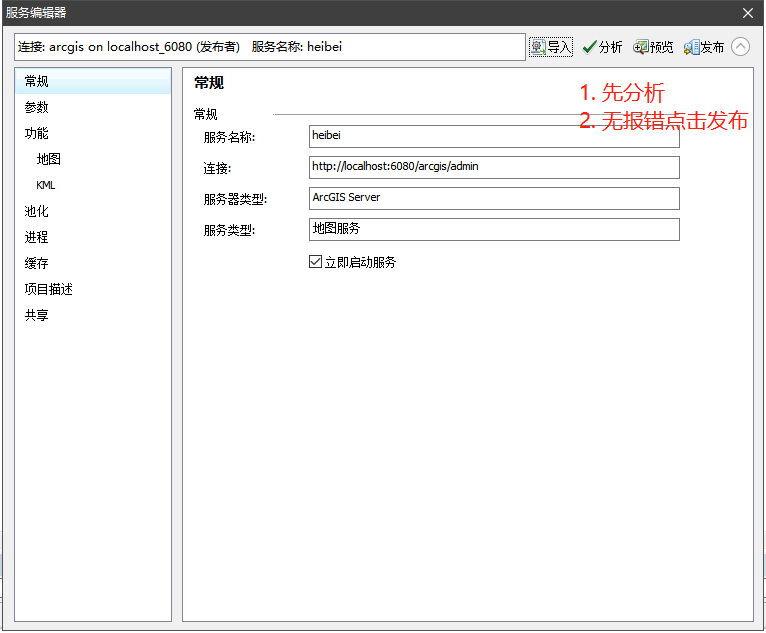 服务编辑器
连接: arcgis on localhost_6080 (发布者) 服务名称: heibei
导入 分析 预览 发布
常规
参数
功能
地图
KML
池化
进程
缓存
项目描述
共享
常规
1. 先分析
2. 无报错点击发布
常规
服务名称: heibei
连接: http://localhost:6080/arcgis/admin
服务器类型: ArcGIS Server
服务类型: 地图服务
立即启动服务